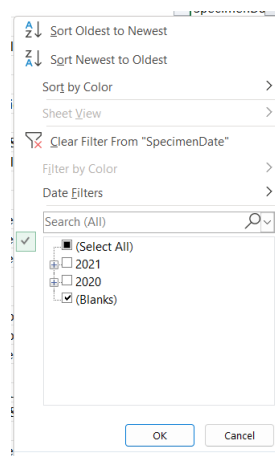 SpecimenDa
Sort Oldest to Newest
Sort Newest to Oldest
Sort by Color
Sheet View
Clear Filter From "SpecimenDate"
Filter by Color
Date Filters
Search (All)
(Select All)
2021
2020
(Blanks)
OK
Cancel